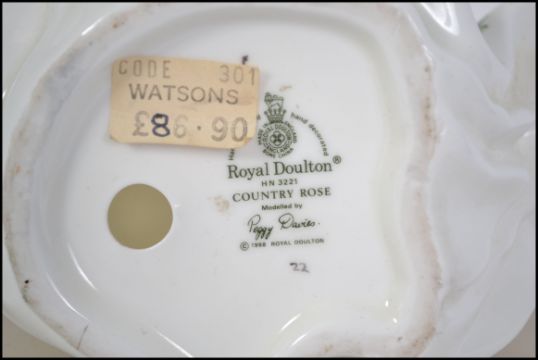 CODE 301
WATSONS
£86.90
hand decorated
Royal Doulton®
HN 3221
COUNTRY ROSE
Modelled by
Peggy Davies.
© 1988 ROYAL DOULTON
22